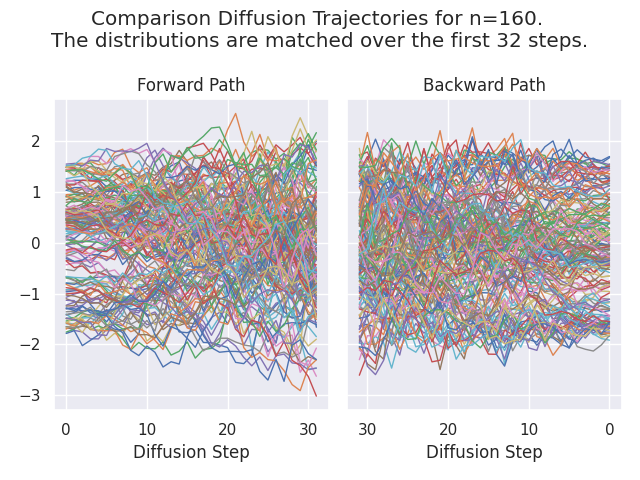 Comparison Diffusion Trajectories for n=160.
The distributions are matched over the first 32 steps.
Forward Path
Backward Path
2
1
0
−1
−2
−3
0
10
20
30
30
20
10
0
Diffusion Step
Diffusion Step